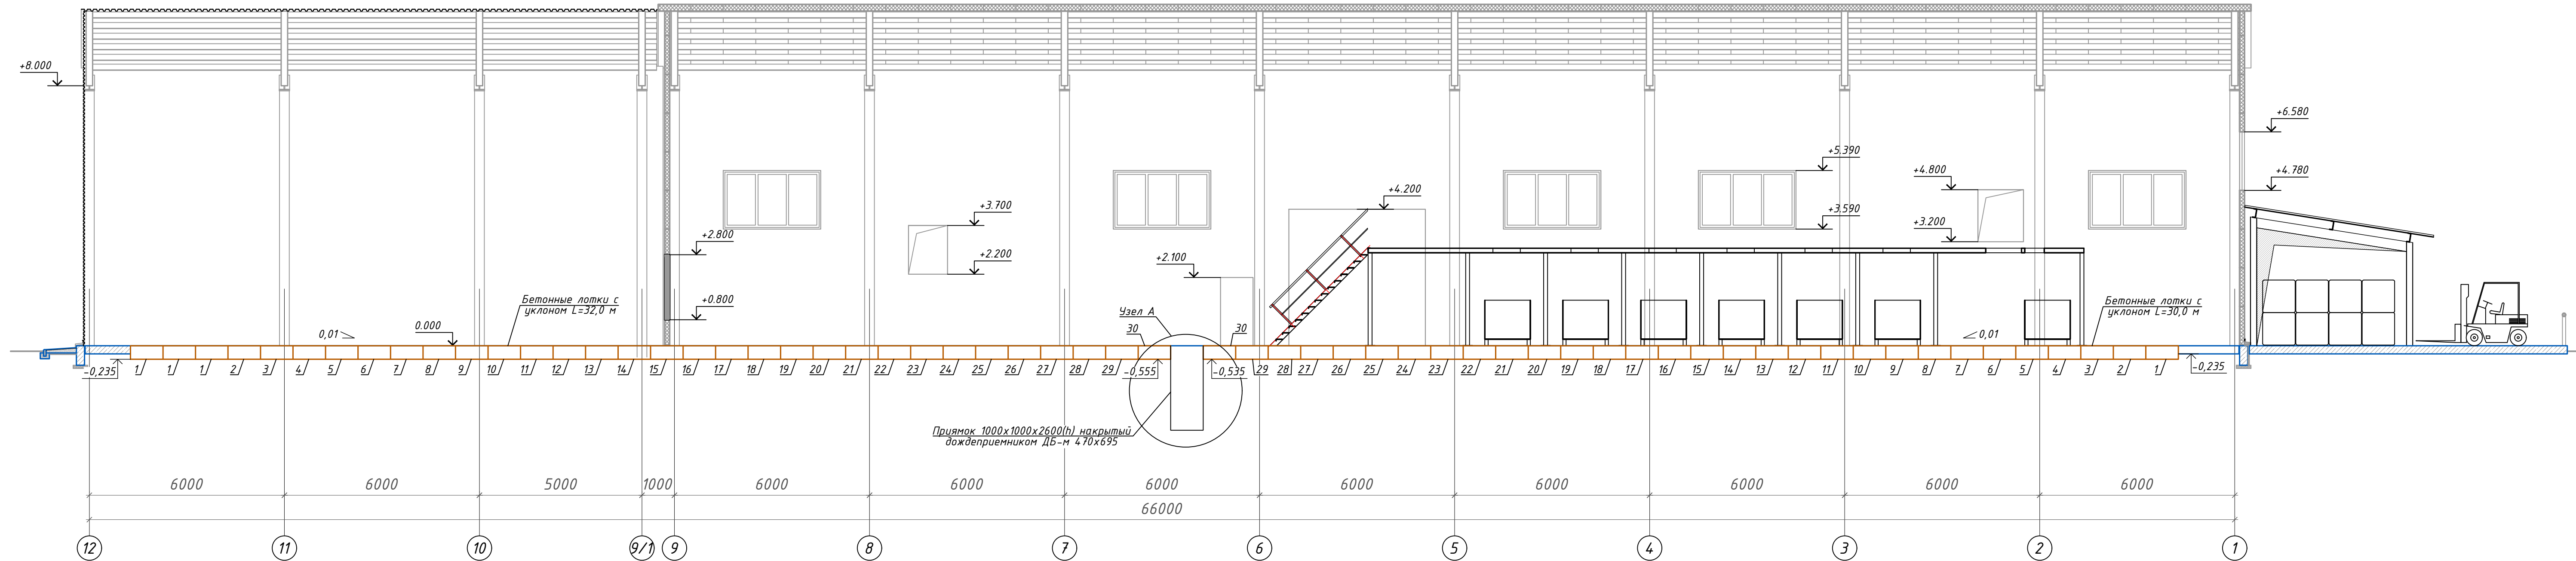 +8.000
+6.580
+5.390
+4.800
+4.780
+4.200
+3.700
+3.590
+3.200
+2.800
+2.200
+2.100
+0.800
Бетонные лотки с
уклоном L=32,0 м
Узел А
Бетонные лотки с
уклоном L=30,0 м
0,01
0.000
30
30
0,01
-0,235
1 1 1 2 3 4 5 6 7 8 9 10 11 12 13 14 15 16 17 18 19 20 21 22 23 24 25 26 27 28 29
-0,555
-0,535
29 28 27 26 25 24 23 22 21 20 19 18 17 16 15 14 13 12 11 10 9 8 7 6 5 4 3 2 1
-0,235
Приямок 1000х1000х2600(h) накрытый
дождеприемником ДБ-м 470х695
6000 6000 5000 1000 6000 6000 6000 6000 6000 6000 6000 6000
66000
12 11 10 9/1 9 8 7 6 5 4 3 2 1